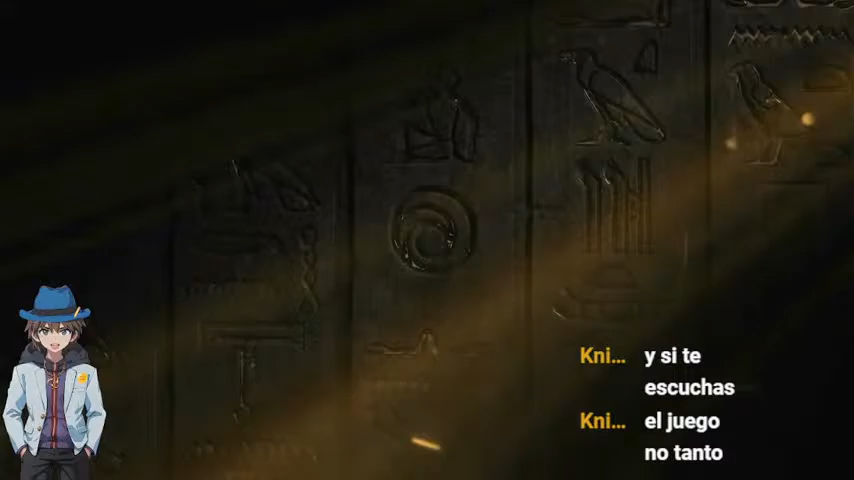 Kni... y si te
escuchas
Kni... el juego
no tanto